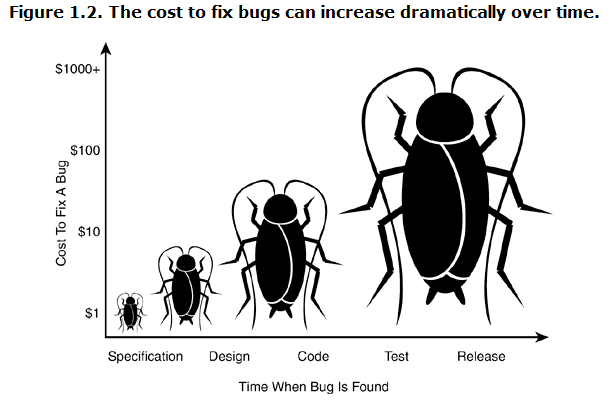 Figure 1.2. The cost to fix bugs can increase dramatically over time.
$1000+
$100
$10
$1
Cost To Fix A Bug
Specification Design Code Test Release
Time When Bug Is Found